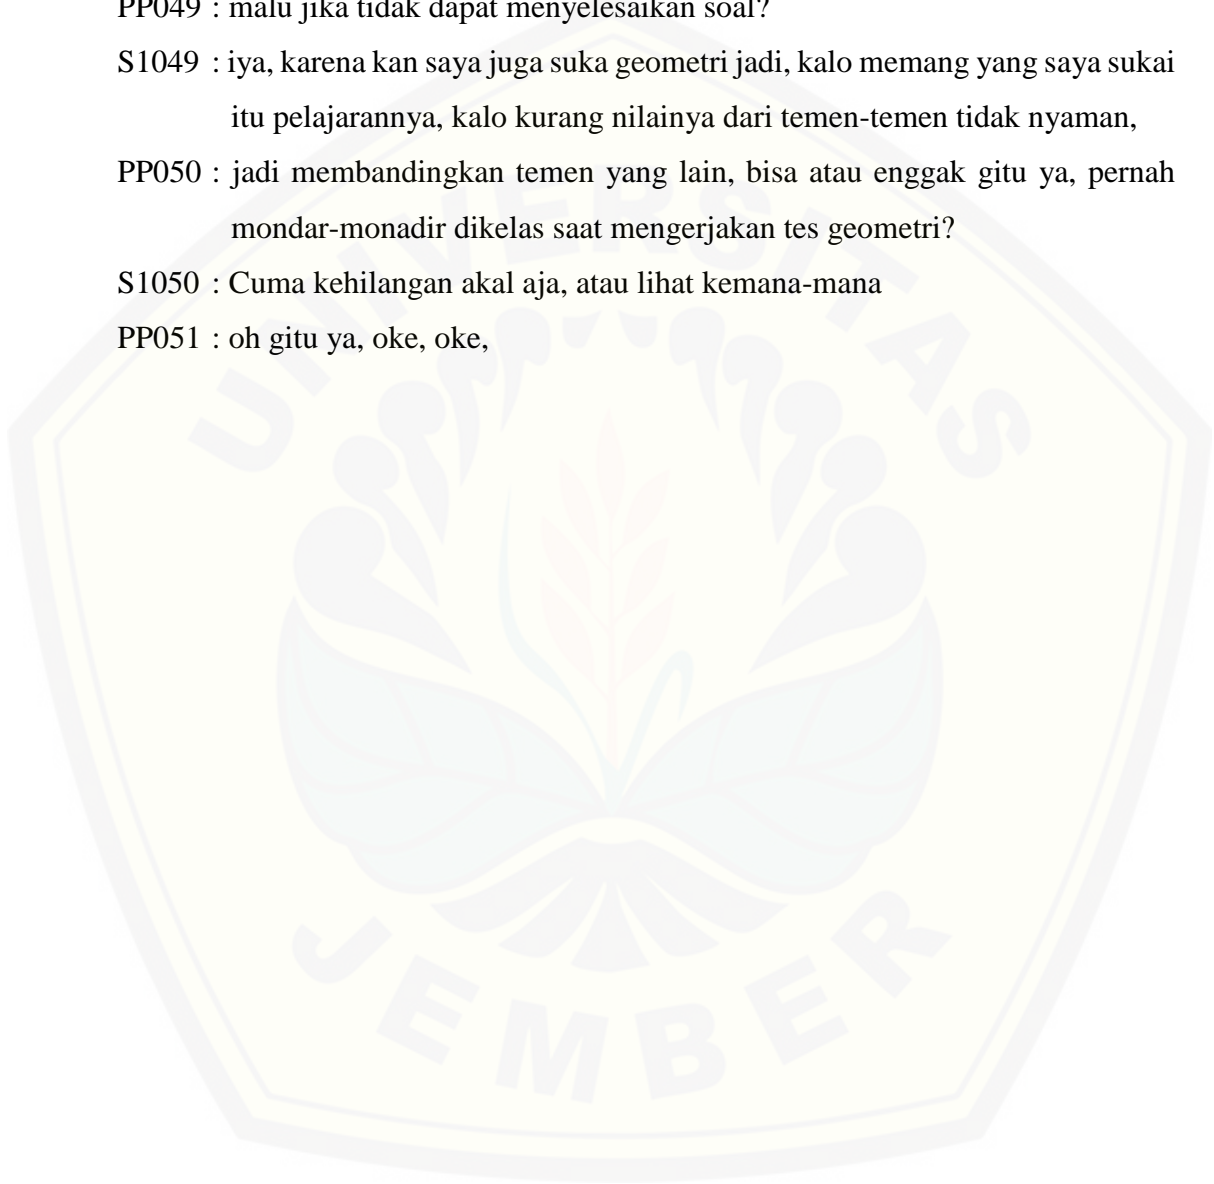 PP049 : malu jika tidak dapat menyelesaikan soal?
S1049 : iya, karena kan saya juga suka geometri jadi, kalo memang yang saya sukai
itu pelajarannya, kalo kurang nilainya dari temen-temen tidak nyaman,
PP050 : jadi membandingkan temen yang lain, bisa atau enggak gitu ya, pernah
mondar-monadir dikelas saat mengerjakan tes geometri?
S1050 : Cuma kehilangan akal aja, atau lihat kemana-mana
PP051 : oh gitu ya, oke, oke,
UNIVERSITAS
JEMBER